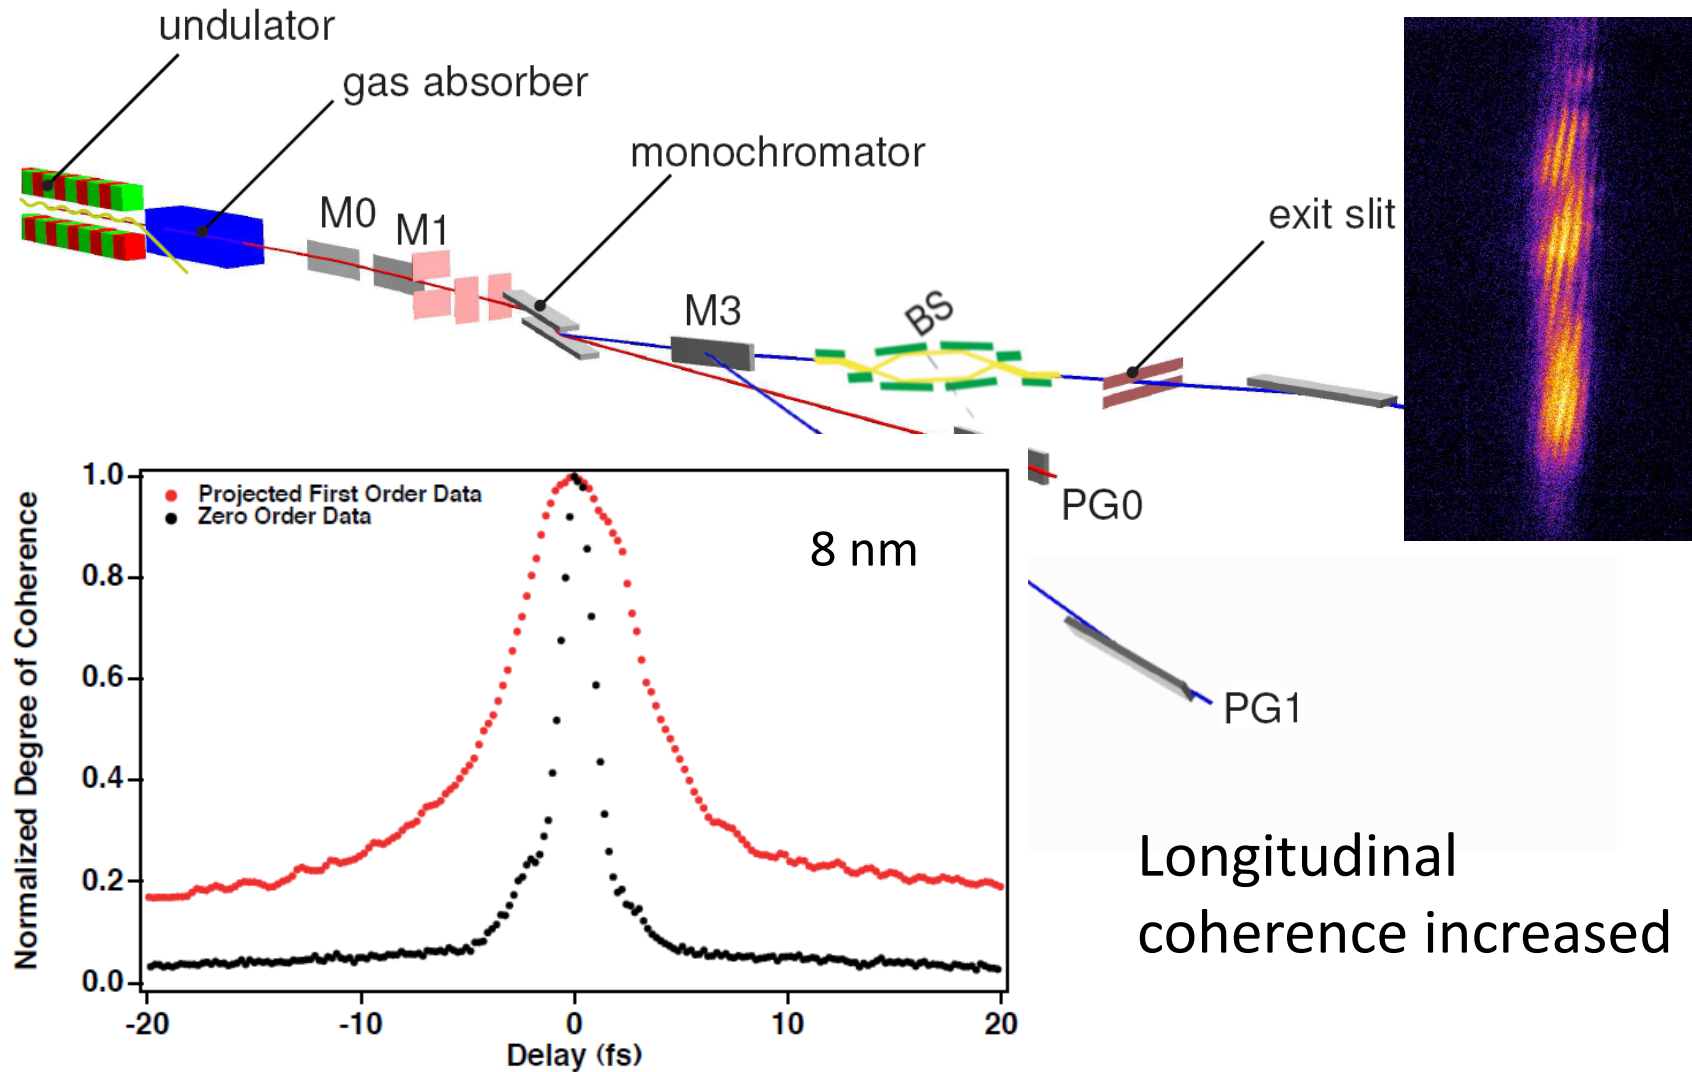 undulator
gas absorber
monochromator
M0
M1
exit slit
M3
BS
PG0
PG1
1.0
0.8
0.6
0.4
0.2
0.0
Normalized Degree of Coherence
Projected First Order Data
Zero Order Data
8 nm
-20
-10
0
10
20
Delay (fs)
Longitudinal
coherence increased